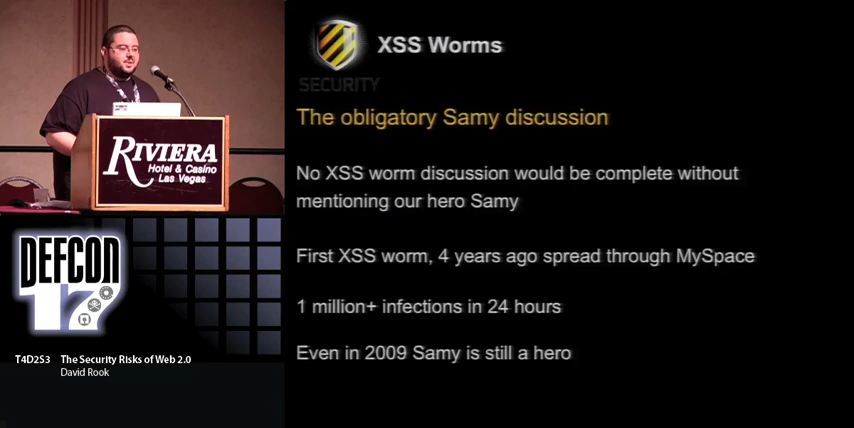 XSS Worms
SECURITY
The obligatory Samy discussion
No XSS worm discussion would be complete without
mentioning our hero Samy
First XSS worm, 4 years ago spread through MySpace
1 million+ infections in 24 hours
Even in 2009 Samy is still a hero
RIVIERA
Hotel & Casino
Las Vegas
DEFCON
17
T4D2S3 The Security Risks of Web 2.0
David Rook